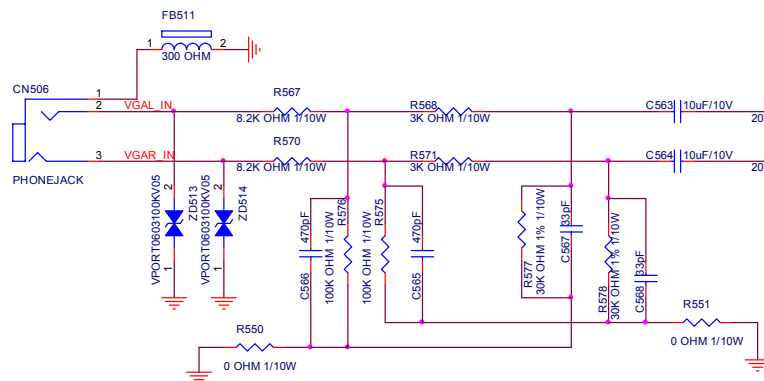 FB511
1 2
300 OHM
CN506
1
2 VGAL_IN
3 VGAR_IN
PHONEJACK
R567
8.2K OHM 1/10W
R570
8.2K OHM 1/10W
R568
3K OHM 1/10W
R571
3K OHM 1/10W
C563 10uF/10V
20
C564 10uF/10V
20
VPORT0603100KV05
1 2
ZD513
VPORT0603100KV05
1 2
ZD514
C566 470pF
100K OHM 1/10W
R576
100K OHM 1/10W
R575
C565 470pF
R577
30K OHM 1% 1/10W
C567 33pF
R578
30K OHM 1% 1/10W
C568 33pF
R550
0 OHM 1/10W
R551
0 OHM 1/10W